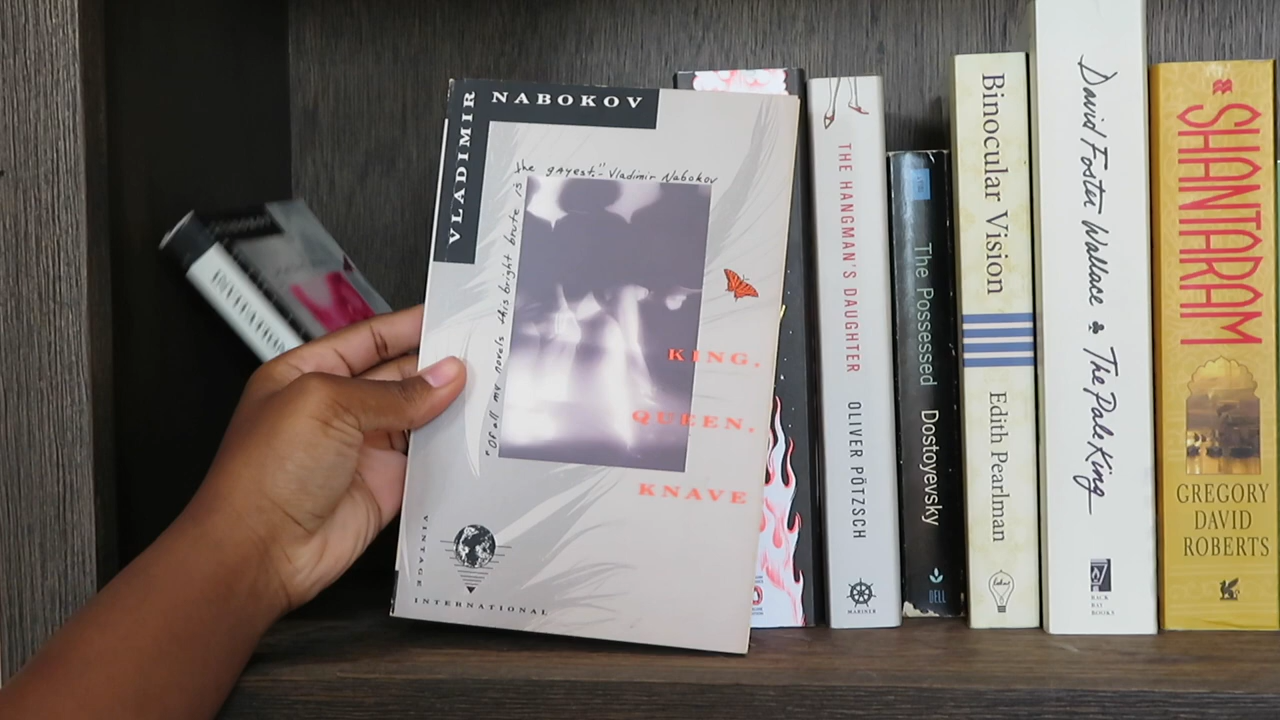 VLADIMIR
NABOKOV
"Of all my novels this bright brute is
the gayest." - Vladimir Nabokov
KING,
QUEEN,
KNAVE
VINTAGE
INTERNATIONAL
THE HANGMAN'S DAUGHTER
OLIVER PÖTZSCH
MARINER
The Possessed
Dostoyevsky
DELL
Binocular Vision
Edith Pearlman
David Foster Wallace & The Pale King
BACK
BAY
BOOKS
SHANTARAM
GREGORY
DAVID
ROBERTS